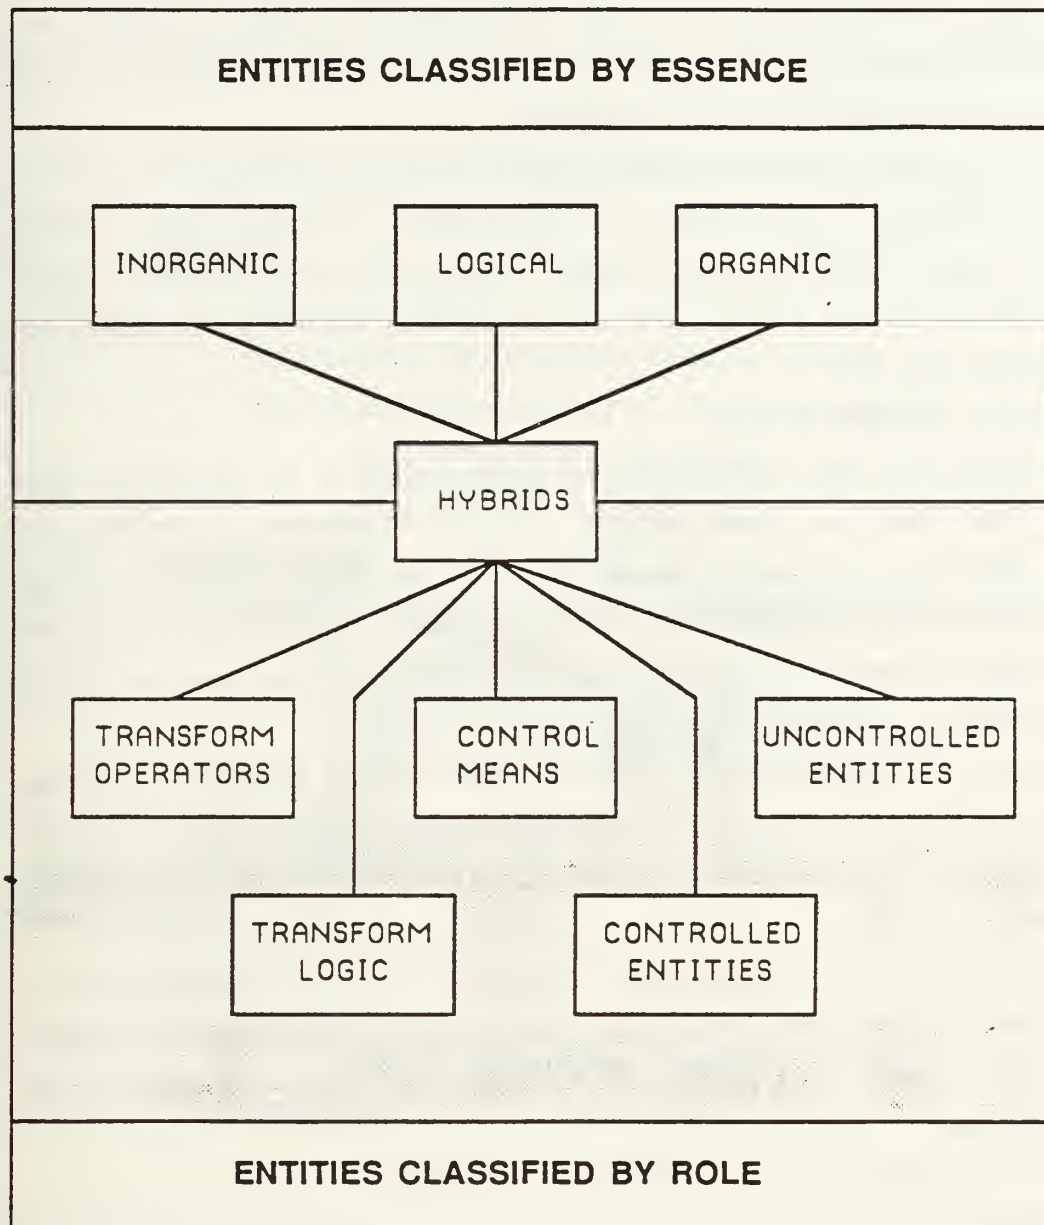 ENTITIES CLASSIFIED BY ESSENCE
INORGANIC
LOGICAL
ORGANIC
HYBRIDS
TRANSFORM
OPERATORS
CONTROL
MEANS
UNCONTROLLED
ENTITIES
TRANSFORM
LOGIC
CONTROLLED
ENTITIES
ENTITIES CLASSIFIED BY ROLE